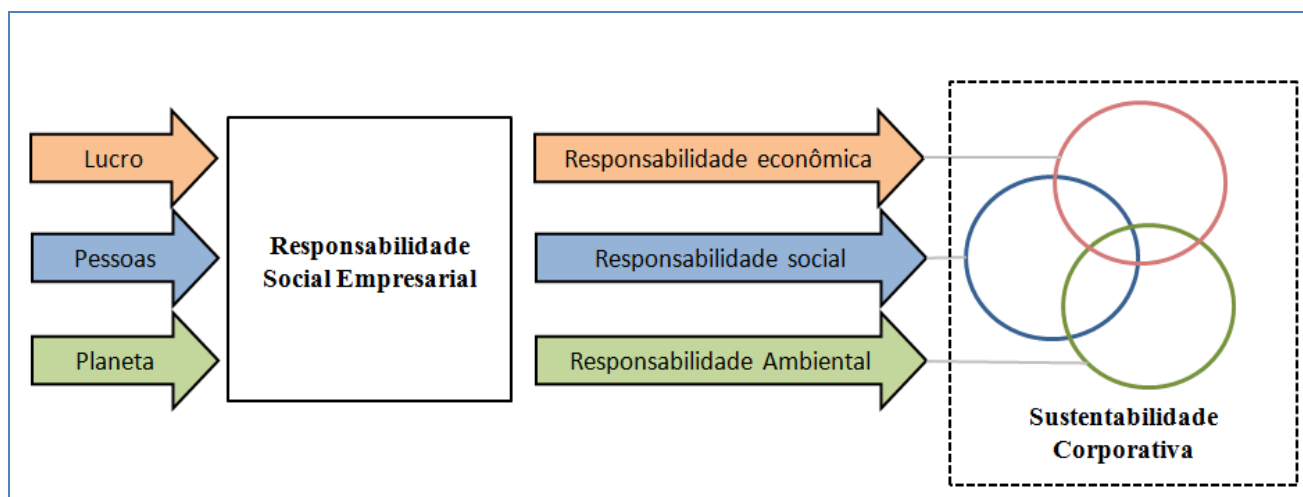 Lucro
Pessoas
Planeta
Responsabilidade
Social Empresarial
Responsabilidade econômica
Responsabilidade social
Responsabilidade Ambiental
Sustentabilidade
Corporativa